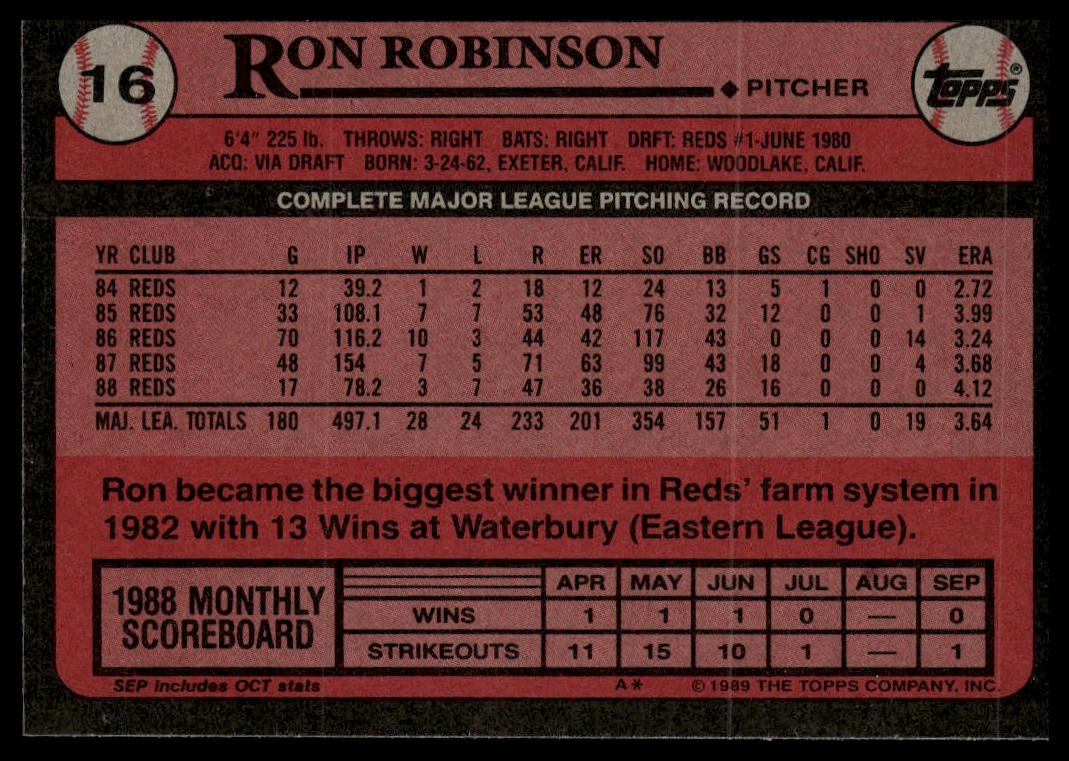 16
RON ROBINSON
◆ PITCHER
TOPPS®
6'4" 225 lb. THROWS: RIGHT BATS: RIGHT DRFT: REDS #1-JUNE 1980
ACQ: VIA DRAFT BORN: 3-24-62, EXETER, CALIF. HOME: WOODLAKE, CALIF.
COMPLETE MAJOR LEAGUE PITCHING RECORD
YR CLUB G IP W L R ER SO BB GS CG SHO SV ERA
84 REDS 12 39.2 1 2 18 12 24 13 5 1 0 0 2.72
85 REDS 33 108.1 7 7 53 48 76 32 12 0 0 1 3.99
86 REDS 70 116.2 10 3 44 42 117 43 0 0 0 14 3.24
87 REDS 48 154 7 5 71 63 99 43 18 0 0 4 3.68
88 REDS 17 78.2 3 7 47 36 38 26 16 0 0 0 4.12
MAJ. LEA. TOTALS 180 497.1 28 24 233 201 354 157 51 1 0 19 3.64
Ron became the biggest winner in Reds' farm system in
1982 with 13 Wins at Waterbury (Eastern League).
1988 MONTHLY
SCOREBOARD
APR MAY JUN JUL AUG SEP
WINS 1 1 1 0 — 0
STRIKEOUTS 11 15 10 1 — 1
SEP includes OCT stats A* © 1989 THE TOPPS COMPANY, INC.